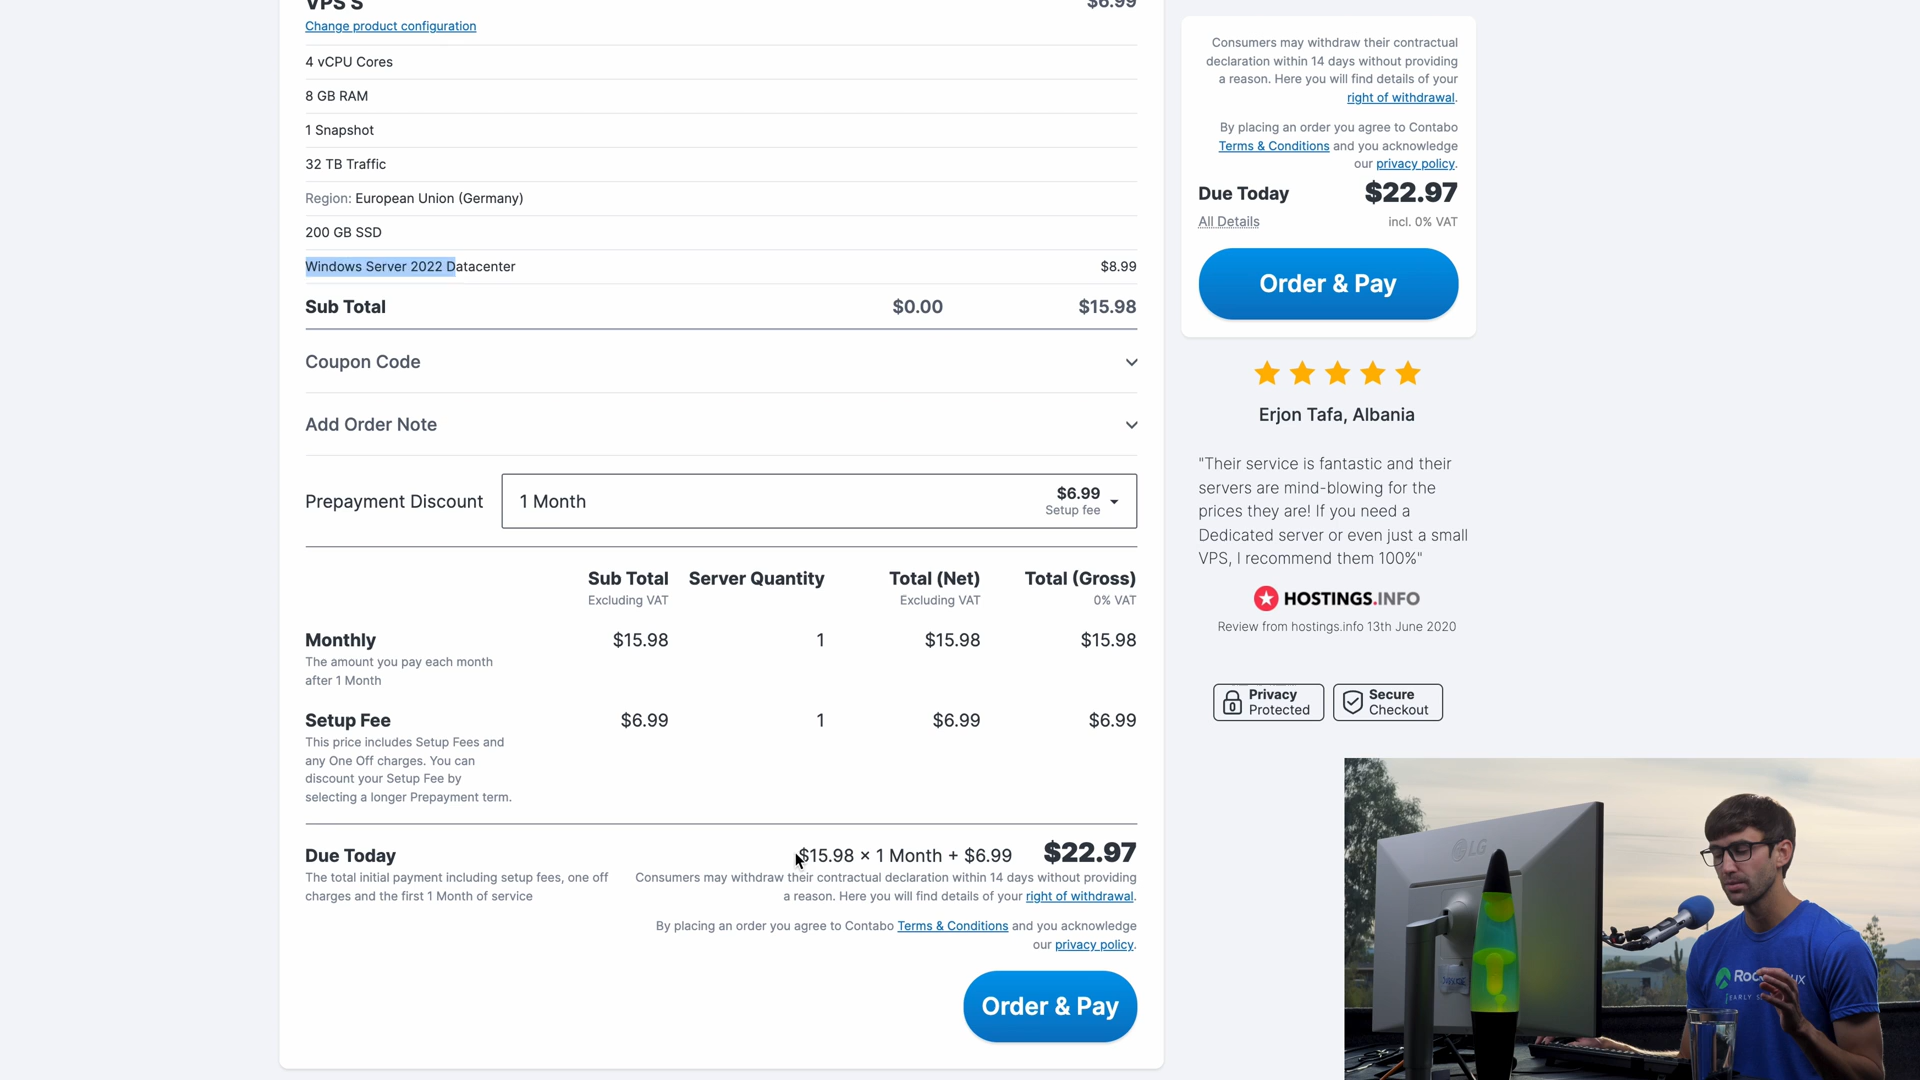 VPS S $6.99
Change product configuration
4 vCPU Cores
8 GB RAM
1 Snapshot
32 TB Traffic
Region: European Union (Germany)
200 GB SSD
Windows Server 2022 Datacenter $8.99
Sub Total $0.00 $15.98
Coupon Code
Add Order Note
Prepayment Discount 1 Month $6.99
Setup fee
Sub Total Server Quantity Total (Net) Total (Gross)
Excluding VAT Excluding VAT 0% VAT
Monthly $15.98 1 $15.98 $15.98
The amount you pay each month
after 1 Month
Setup Fee $6.99 1 $6.99 $6.99
This price includes Setup Fees and
any One Off charges. You can
discount your Setup Fee by
selecting a longer Prepayment term.
Due Today $15.98 × 1 Month + $6.99 $22.97
The total initial payment including setup fees, one off
charges and the first 1 Month of service
Consumers may withdraw their contractual declaration within 14 days without providing
a reason. Here you will find details of your right of withdrawal.
By placing an order you agree to Contabo Terms & Conditions and you acknowledge
our privacy policy.
Order & Pay
Consumers may withdraw their contractual
declaration within 14 days without providing
a reason. Here you will find details of your
right of withdrawal.
By placing an order you agree to Contabo
Terms & Conditions and you acknowledge
our privacy policy.
Due Today $22.97
All Details incl. 0% VAT
Order & Pay
Erjon Tafa, Albania
"Their service is fantastic and their
servers are mind-blowing for the
prices they are! If you need a
Dedicated server or even just a small
VPS, I recommend them 100%"
HOSTINGS.INFO
Review from hostings.info 13th June 2020
Privacy
Protected
Secure
Checkout
LG